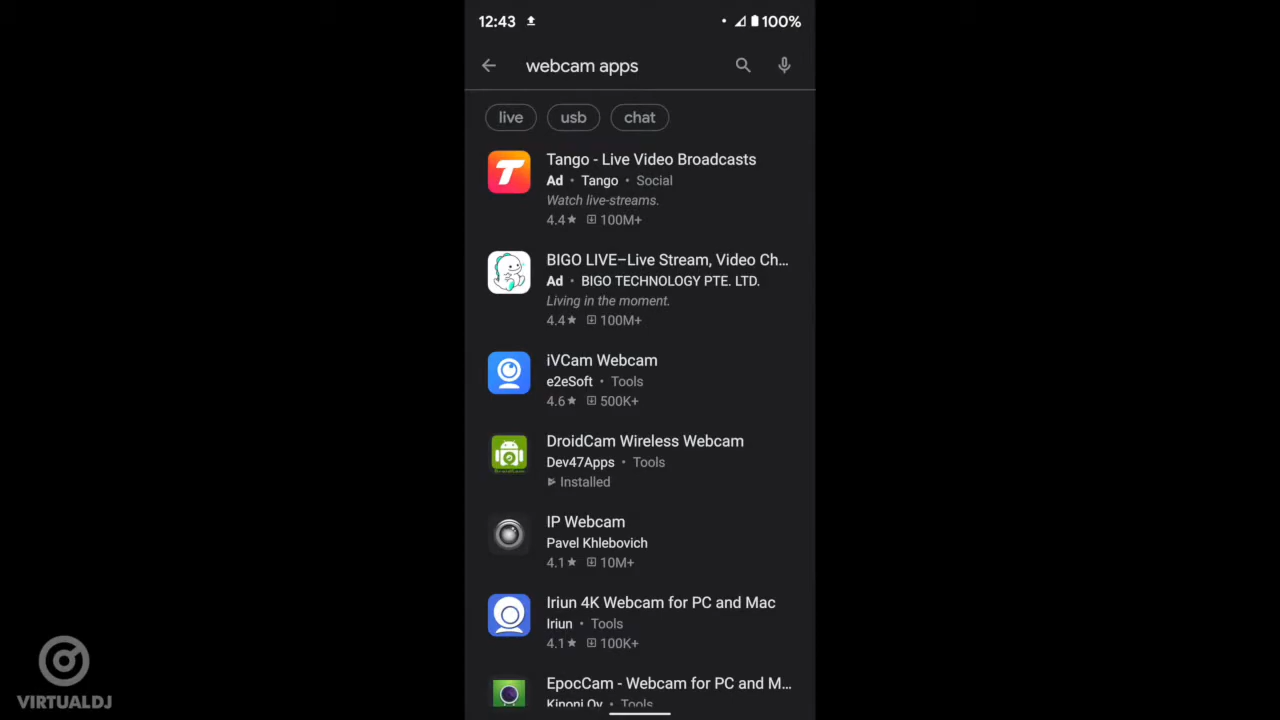 12:43 100%
webcam apps
live usb chat
Tango - Live Video Broadcasts
Ad • Tango • Social
Watch live-streams.
4.4★ 100M+
BIGO LIVE–Live Stream, Video Ch...
Ad • BIGO TECHNOLOGY PTE. LTD.
Living in the moment.
4.4★ 100M+
iVCam Webcam
e2eSoft • Tools
4.6★ 500K+
DroidCam Wireless Webcam
Dev47Apps • Tools
Installed
IP Webcam
Pavel Khlebovich
4.1★ 10M+
Iriun 4K Webcam for PC and Mac
Iriun • Tools
4.1★ 100K+
EpocCam - Webcam for PC and M...
Kinoni Oy • Tools
VIRTUALDJ